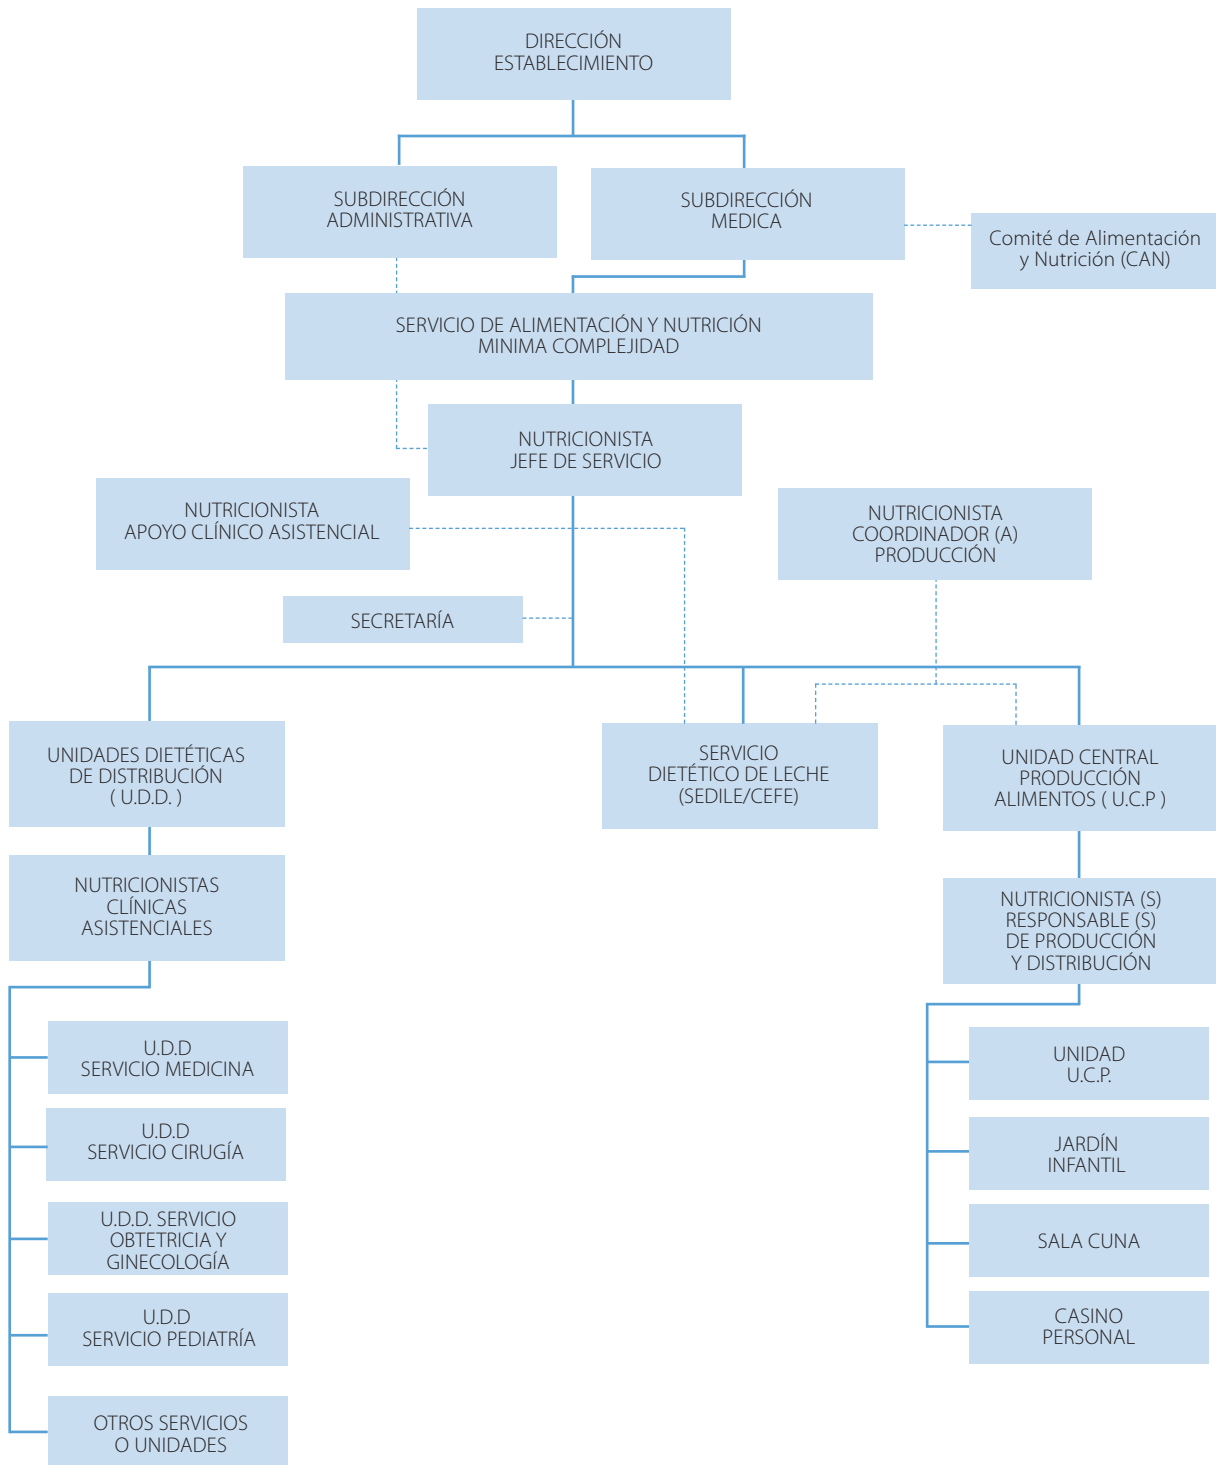 DIRECCIÓN
ESTABLECIMIENTO
SUBDIRECCIÓN
ADMINISTRATIVA
SUBDIRECCIÓN
MEDICA
Comité de Alimentación
y Nutrición (CAN)
SERVICIO DE ALIMENTACIÓN Y NUTRICIÓN
MINIMA COMPLEJIDAD
NUTRICIONISTA
JEFE DE SERVICIO
NUTRICIONISTA
APOYO CLÍNICO ASISTENCIAL
NUTRICIONISTA
COORDINADOR (A)
PRODUCCIÓN
SECRETARÍA
UNIDADES DIETÉTICAS
DE DISTRIBUCIÓN
( U.D.D. )
SERVICIO
DIETÉTICO DE LECHE
(SEDILE/CEFE)
UNIDAD CENTRAL
PRODUCCIÓN
ALIMENTOS ( U.C.P )
NUTRICIONISTAS
CLÍNICAS
ASISTENCIALES
NUTRICIONISTA (S)
RESPONSABLE (S)
DE PRODUCCIÓN
Y DISTRIBUCIÓN
U.D.D
SERVICIO MEDICINA
U.D.D
SERVICIO CIRUGÍA
U.D.D. SERVICIO
OBTETRICIA Y
GINECOLOGÍA
U.D.D
SERVICIO PEDIATRÍA
OTROS SERVICIOS
O UNIDADES
UNIDAD
U.C.P.
JARDÍN
INFANTIL
SALA CUNA
CASINO
PERSONAL